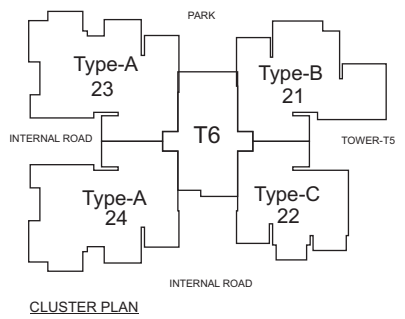 PARK
Type-A
23
Type-B
21
INTERNAL ROAD
T6
TOWER-T5
Type-A
24
Type-C
22
INTERNAL ROAD
CLUSTER PLAN